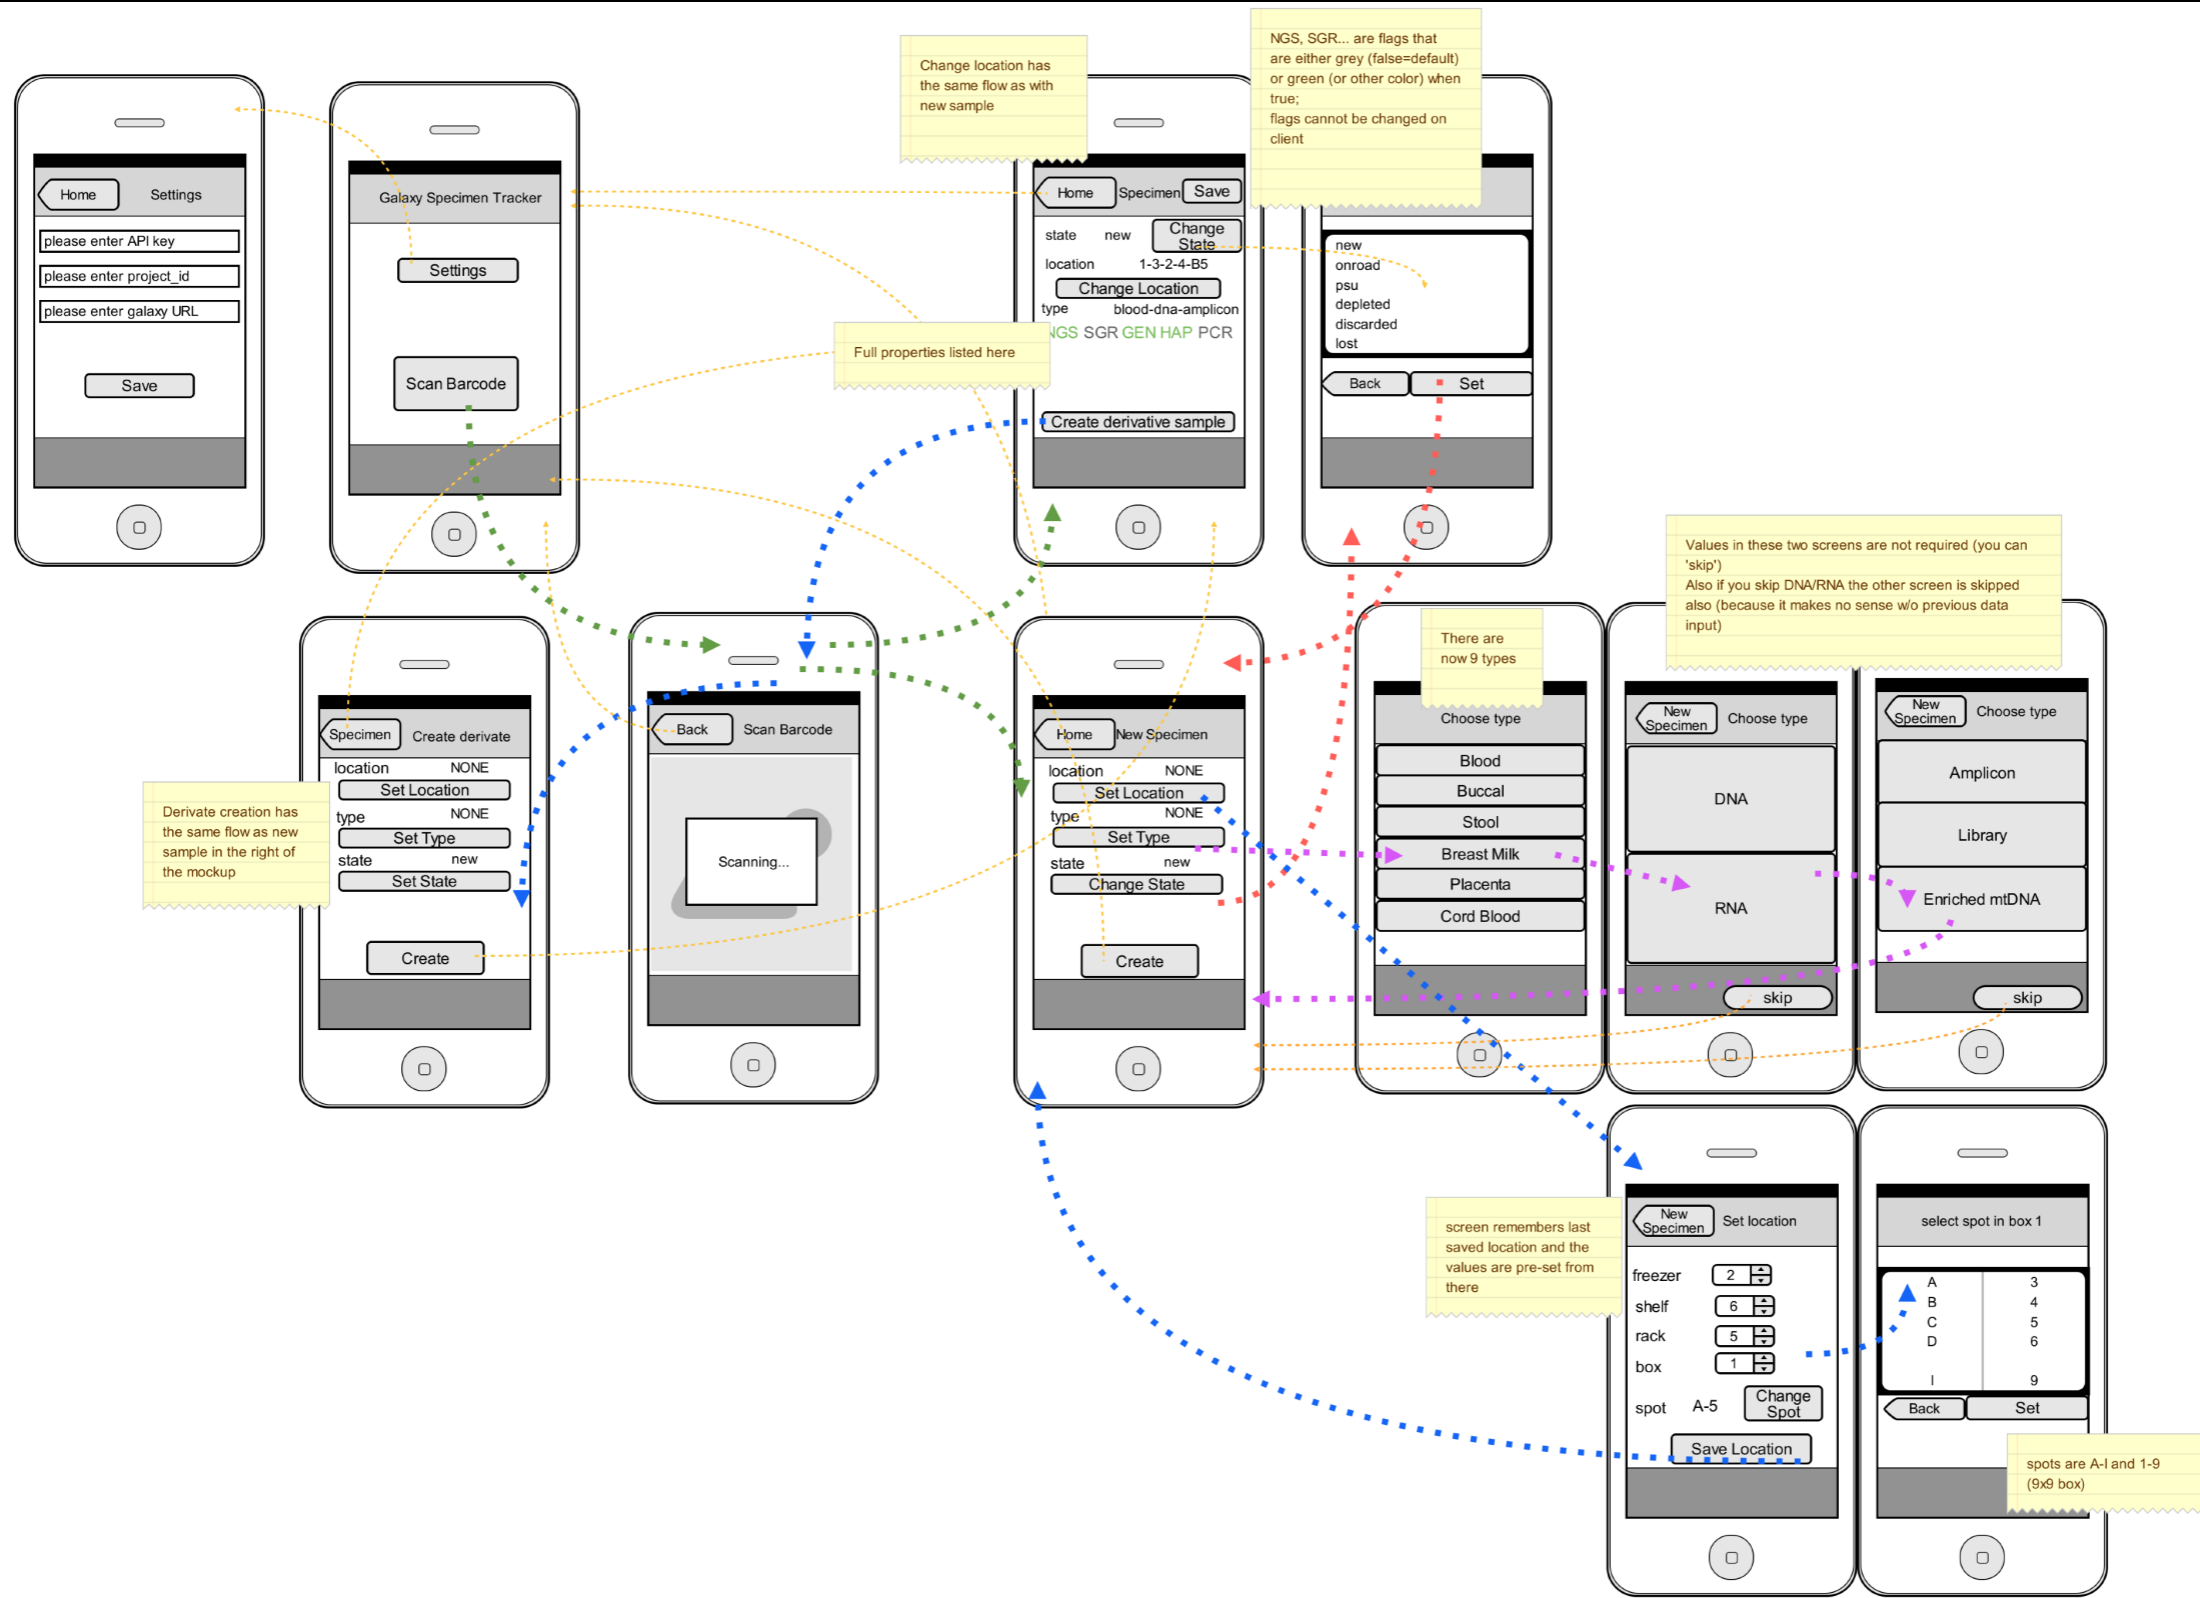 Home
Settings
please enter API key
please enter project_id
please enter galaxy URL
Save
Galaxy Specimen Tracker
Settings
Scan Barcode
Change location has
the same flow as with
new sample
NGS, SGR... are flags that
are either grey (false=default)
or green (or other color) when
true;
flags cannot be changed on
client
Home
Specimen
Save
state new
Change
State
location 1-3-2-4-B5
Change Location
type blood-dna-amplicon
NGS SGR GEN HAP PCR
Create derivative sample
Full properties listed here
new
onroad
psu
depleted
discarded
lost
Back
Set
Values in these two screens are not required (you can
'skip')
Also if you skip DNA/RNA the other screen is skipped
also (because it makes no sense w/o previous data
input)
Derivate creation has
the same flow as new
sample in the right of
the mockup
Specimen
Create derivate
location NONE
Set Location
type NONE
Set Type
state new
Set State
Create
Back
Scan Barcode
Scanning...
Home
New Specimen
location NONE
Set Location
type NONE
Set Type
state new
Change State
Create
There are
now 9 types
Choose type
Blood
Buccal
Stool
Breast Milk
Placenta
Cord Blood
New
Specimen
Choose type
DNA
RNA
skip
New
Specimen
Choose type
Amplicon
Library
Enriched mtDNA
skip
screen remembers last
saved location and the
values are pre-set from
there
New
Specimen
Set location
freezer 2
shelf 6
rack 5
box 1
spot A-5
Change
Spot
Save Location
select spot in box 1
A 3
B 4
C 5
D 6
I 9
Back
Set
spots are A-I and 1-9
(9x9 box)